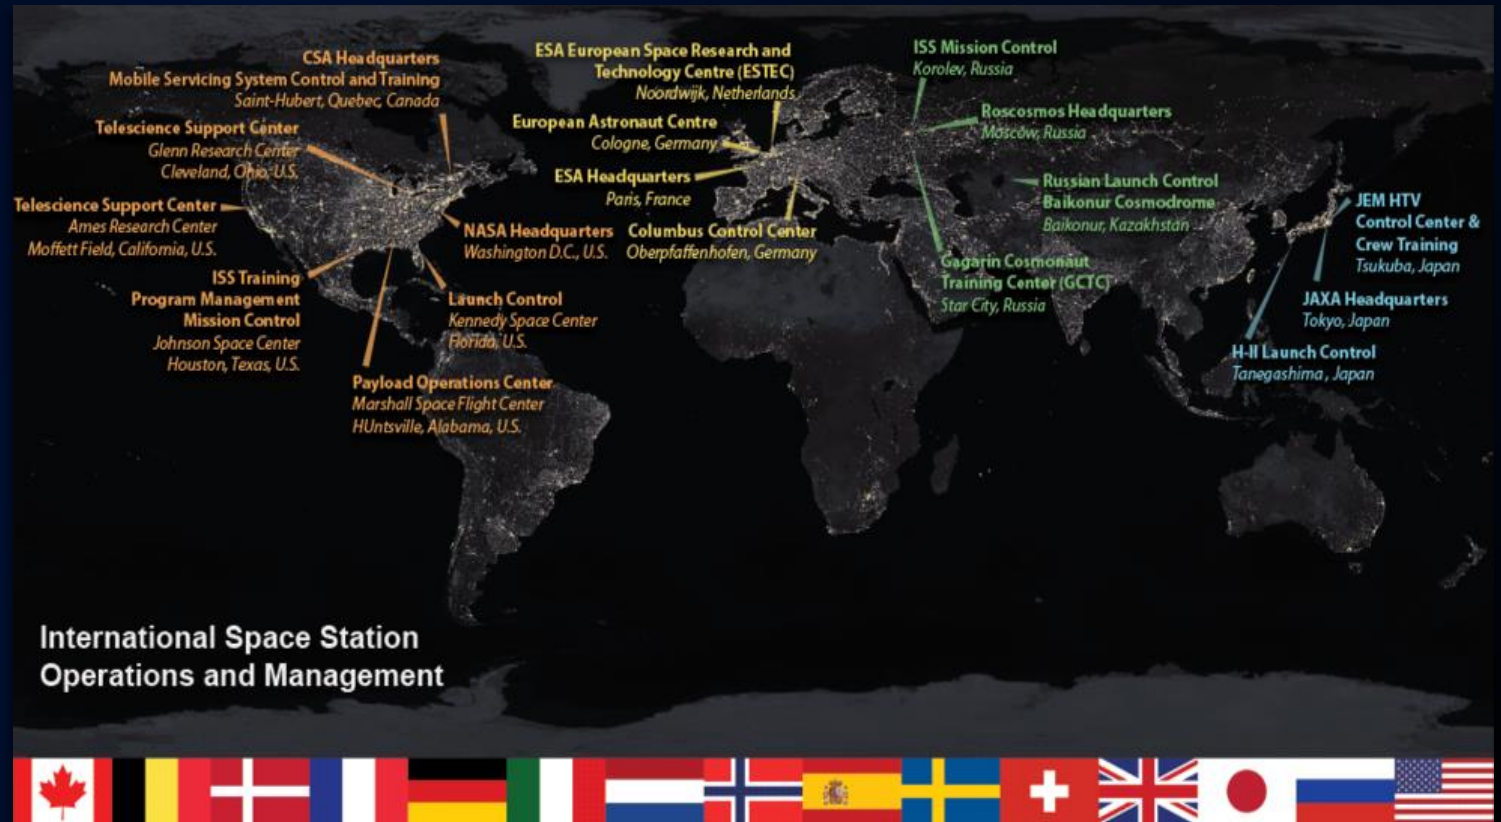 CSA Headquarters
Mobile Servicing System Control and Training
Saint-Hubert, Quebec, Canada
Telescience Support Center
Glenn Research Center
Cleveland, Ohio, U.S.
Telescience Support Center
Ames Research Center
Moffett Field, California, U.S.
ISS Training
Program Management
Mission Control
Johnson Space Center
Houston, Texas, U.S.
NASA Headquarters
Washington D.C., U.S.
Launch Control
Kennedy Space Center
Florida, U.S.
Payload Operations Center
Marshall Space Flight Center
HUntsville, Alabama, U.S.
ESA European Space Research and
Technology Centre (ESTEC)
Noordwijk, Netherlands
European Astronaut Centre
Cologne, Germany
ESA Headquarters
Paris, France
Columbus Control Center
Oberpfaffenhofen, Germany
ISS Mission Control
Korolev, Russia
Roscosmos Headquarters
Moscow, Russia
Russian Launch Control
Baikonur Cosmodrome
Baikonur, Kazakhstan
Gagarin Cosmonaut
Training Center (GCTC)
Star City, Russia
JEM HTV
Control Center &
Crew Training
Tsukuba, Japan
JAXA Headquarters
Tokyo, Japan
H-II Launch Control
Tanegashima, Japan
International Space Station
Operations and Management